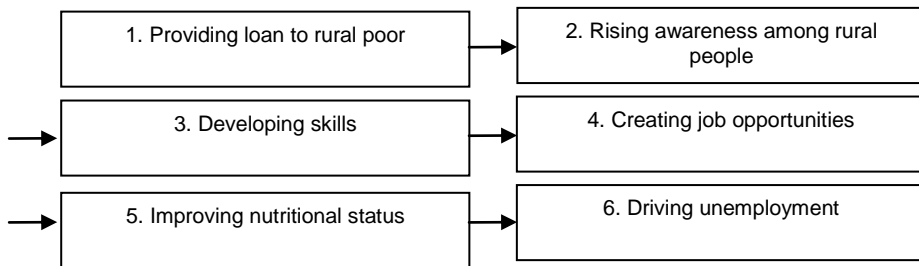 1. Providing loan to rural poor
2. Rising awareness among rural
people
3. Developing skills
4. Creating job opportunities
5. Improving nutritional status
6. Driving unemployment